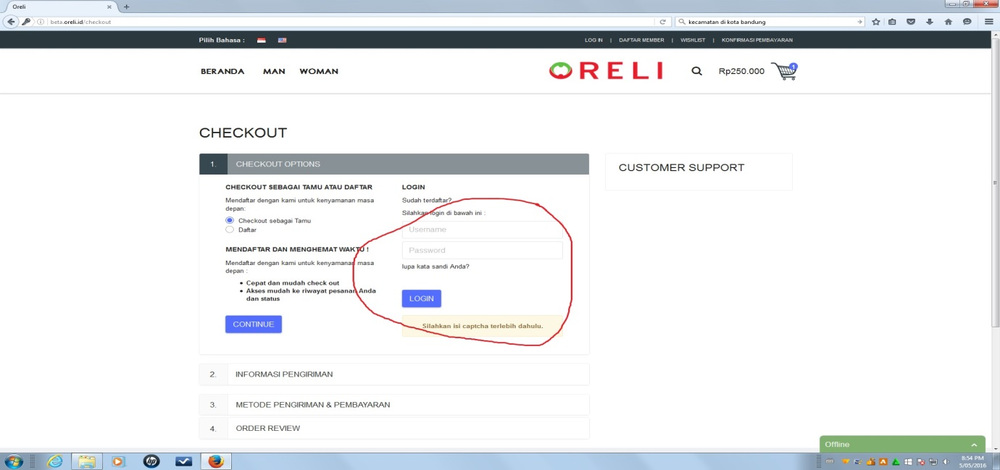 Oreli
beta.oreli.id/checkout
kecamatan di kota bandung
Pilih Bahasa :
LOG IN | DAFTAR MEMBER | WISHLIST | KONFIRMASI PEMBAYARAN
BERANDA MAN WOMAN
ORELI
Rp250.000
1
CHECKOUT
1. CHECKOUT OPTIONS
CHECKOUT SEBAGAI TAMU ATAU DAFTAR
Mendaftar dengan kami untuk kenyamanan masa
depan:
Checkout sebagai Tamu
Daftar
MENDAFTAR DAN MENGHEMAT WAKTU !
Mendaftar dengan kami untuk kenyamanan masa
depan :
• Cepat dan mudah check out
• Akses mudah ke riwayat pesanan Anda
dan status
CONTINUE
LOGIN
Sudah terdaftar?
Silahkan login di bawah ini :
Username
Password
lupa kata sandi Anda?
LOGIN
Silahkan isi captcha terlebih dahulu.
CUSTOMER SUPPORT
2. INFORMASI PENGIRIMAN
3. METODE PENGIRIMAN & PEMBAYARAN
4. ORDER REVIEW
Offline
hp
8:54 PM
5/05/2016